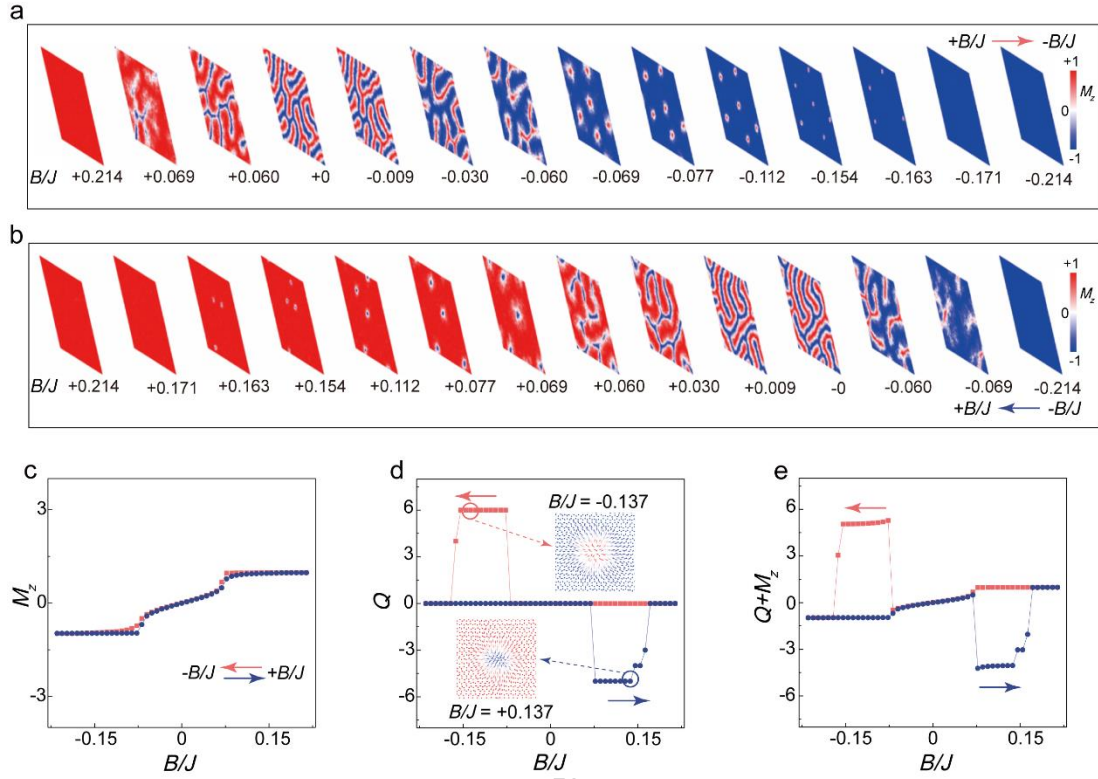 a
+B/J → -B/J
+1
M_z
0
-1
B/J +0.214 +0.069 +0.060 +0 -0.009 -0.030 -0.060 -0.069 -0.077 -0.112 -0.154 -0.163 -0.171 -0.214
b
+1
M_z
0
-1
B/J +0.214 +0.171 +0.163 +0.154 +0.112 +0.077 +0.069 +0.060 +0.030 +0.009 -0 -0.060 -0.069 -0.214
+B/J ← -B/J
c
3
0
-3
M_z
-B/J +B/J
-0.15 0 0.15
B/J
d
6
3
0
-3
-6
Q
B/J = -0.137
B/J = +0.137
-0.15 0 0.15
B/J
e
6
3
0
-3
-6
Q+M_z
-0.15 0 0.15
B/J